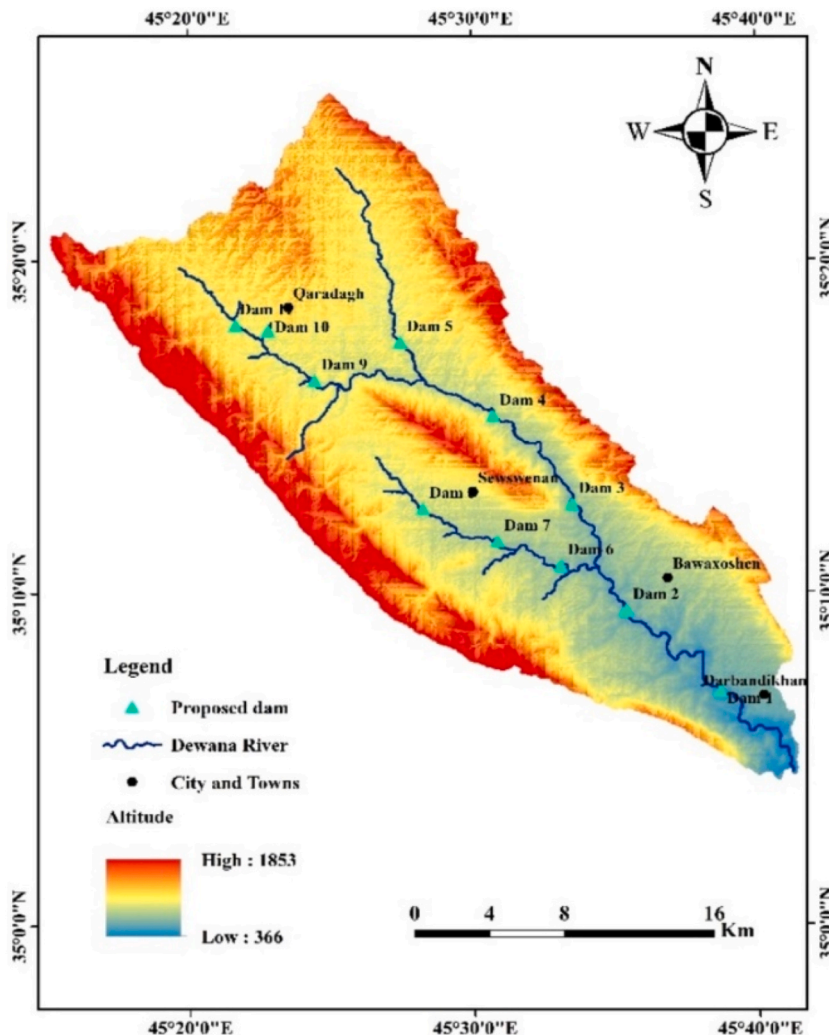 45°20'0"E 45°30'0"E 45°40'0"E
N
W E
S
35°20'0"N 35°20'0"N
Qaradagh
Dam 1
Dam 10
Dam 5
Dam 9
Dam 4
Sewswenan
Dam
Dam 3
Dam 7
Dam 6
Bawaxoshen
35°10'0"N 35°10'0"N
Dam 2
Legend
Darbandikhan
Dam 1
Proposed dam
Dewana River
City and Towns
Altitude
High : 1853
Low : 366
0 4 8 16
Km
35°0'0"N 35°0'0"N
45°20'0"E 45°30'0"E 45°40'0"E